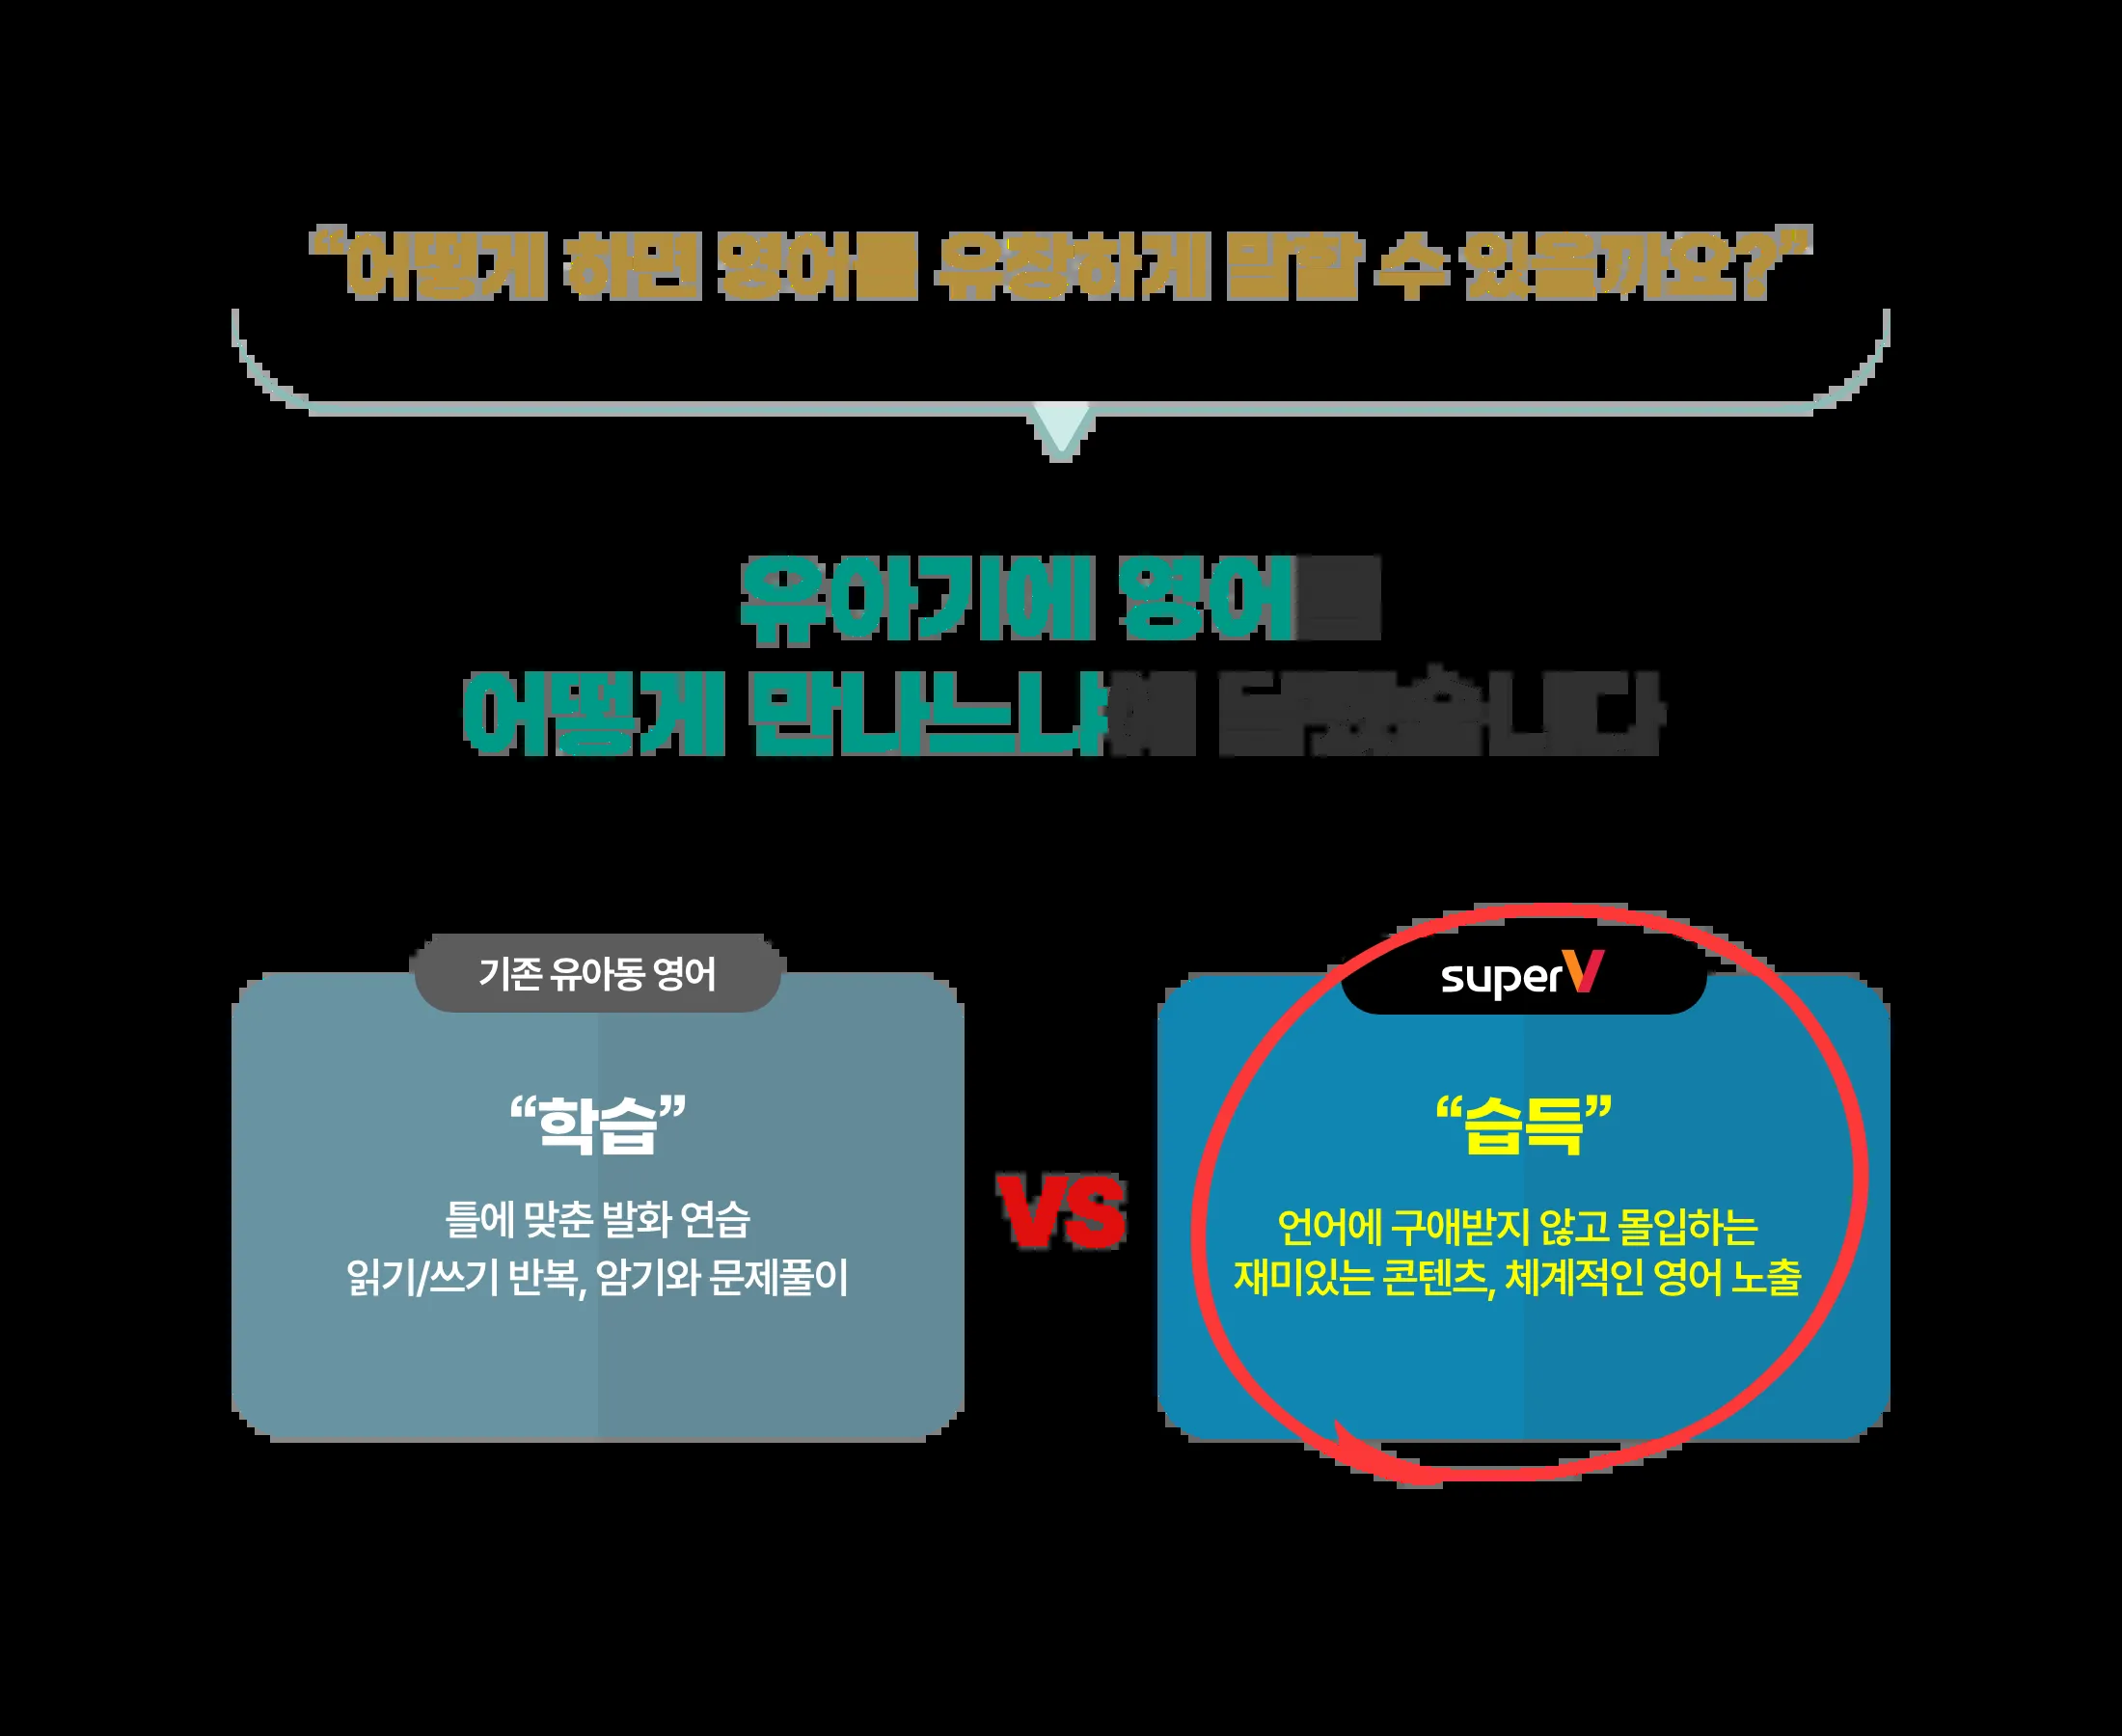 “어떻게 하면 영어를 유창하게 말할 수 있을까요?”
유아기에 영어를
어떻게 만나느냐에 달렸습니다
기존 유아동 영어
“학습”
틀에 맞춘 발화 연습
읽기/쓰기 반복, 암기와 문제풀이
VS
superV
“습득”
언어에 구애받지 않고 몰입하는
재미있는 콘텐츠, 체계적인 영어 노출